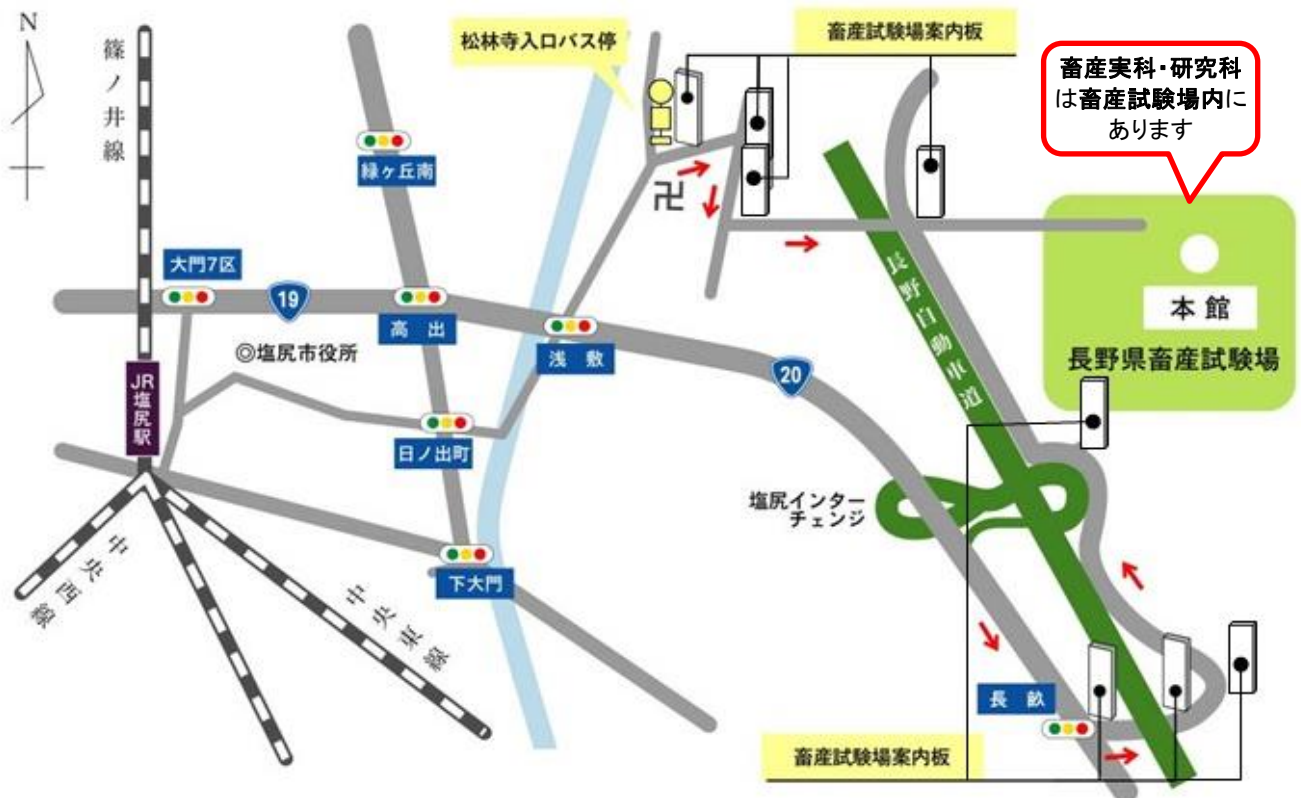 N
篠ノ井線
松林寺入口バス停
畜産試験場案内板
畜産実科・研究科
は畜産試験場内に
あります
緑ヶ丘南
卍
大門7区
19
高出
◎塩尻市役所
浅敷
20
長野自動車道
本館
長野県畜産試験場
JR塩尻駅
日ノ出町
塩尻インター
チェンジ
下大門
中央西線
中央東線
長畝
畜産試験場案内板